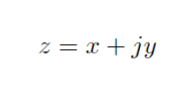 z = x + jy